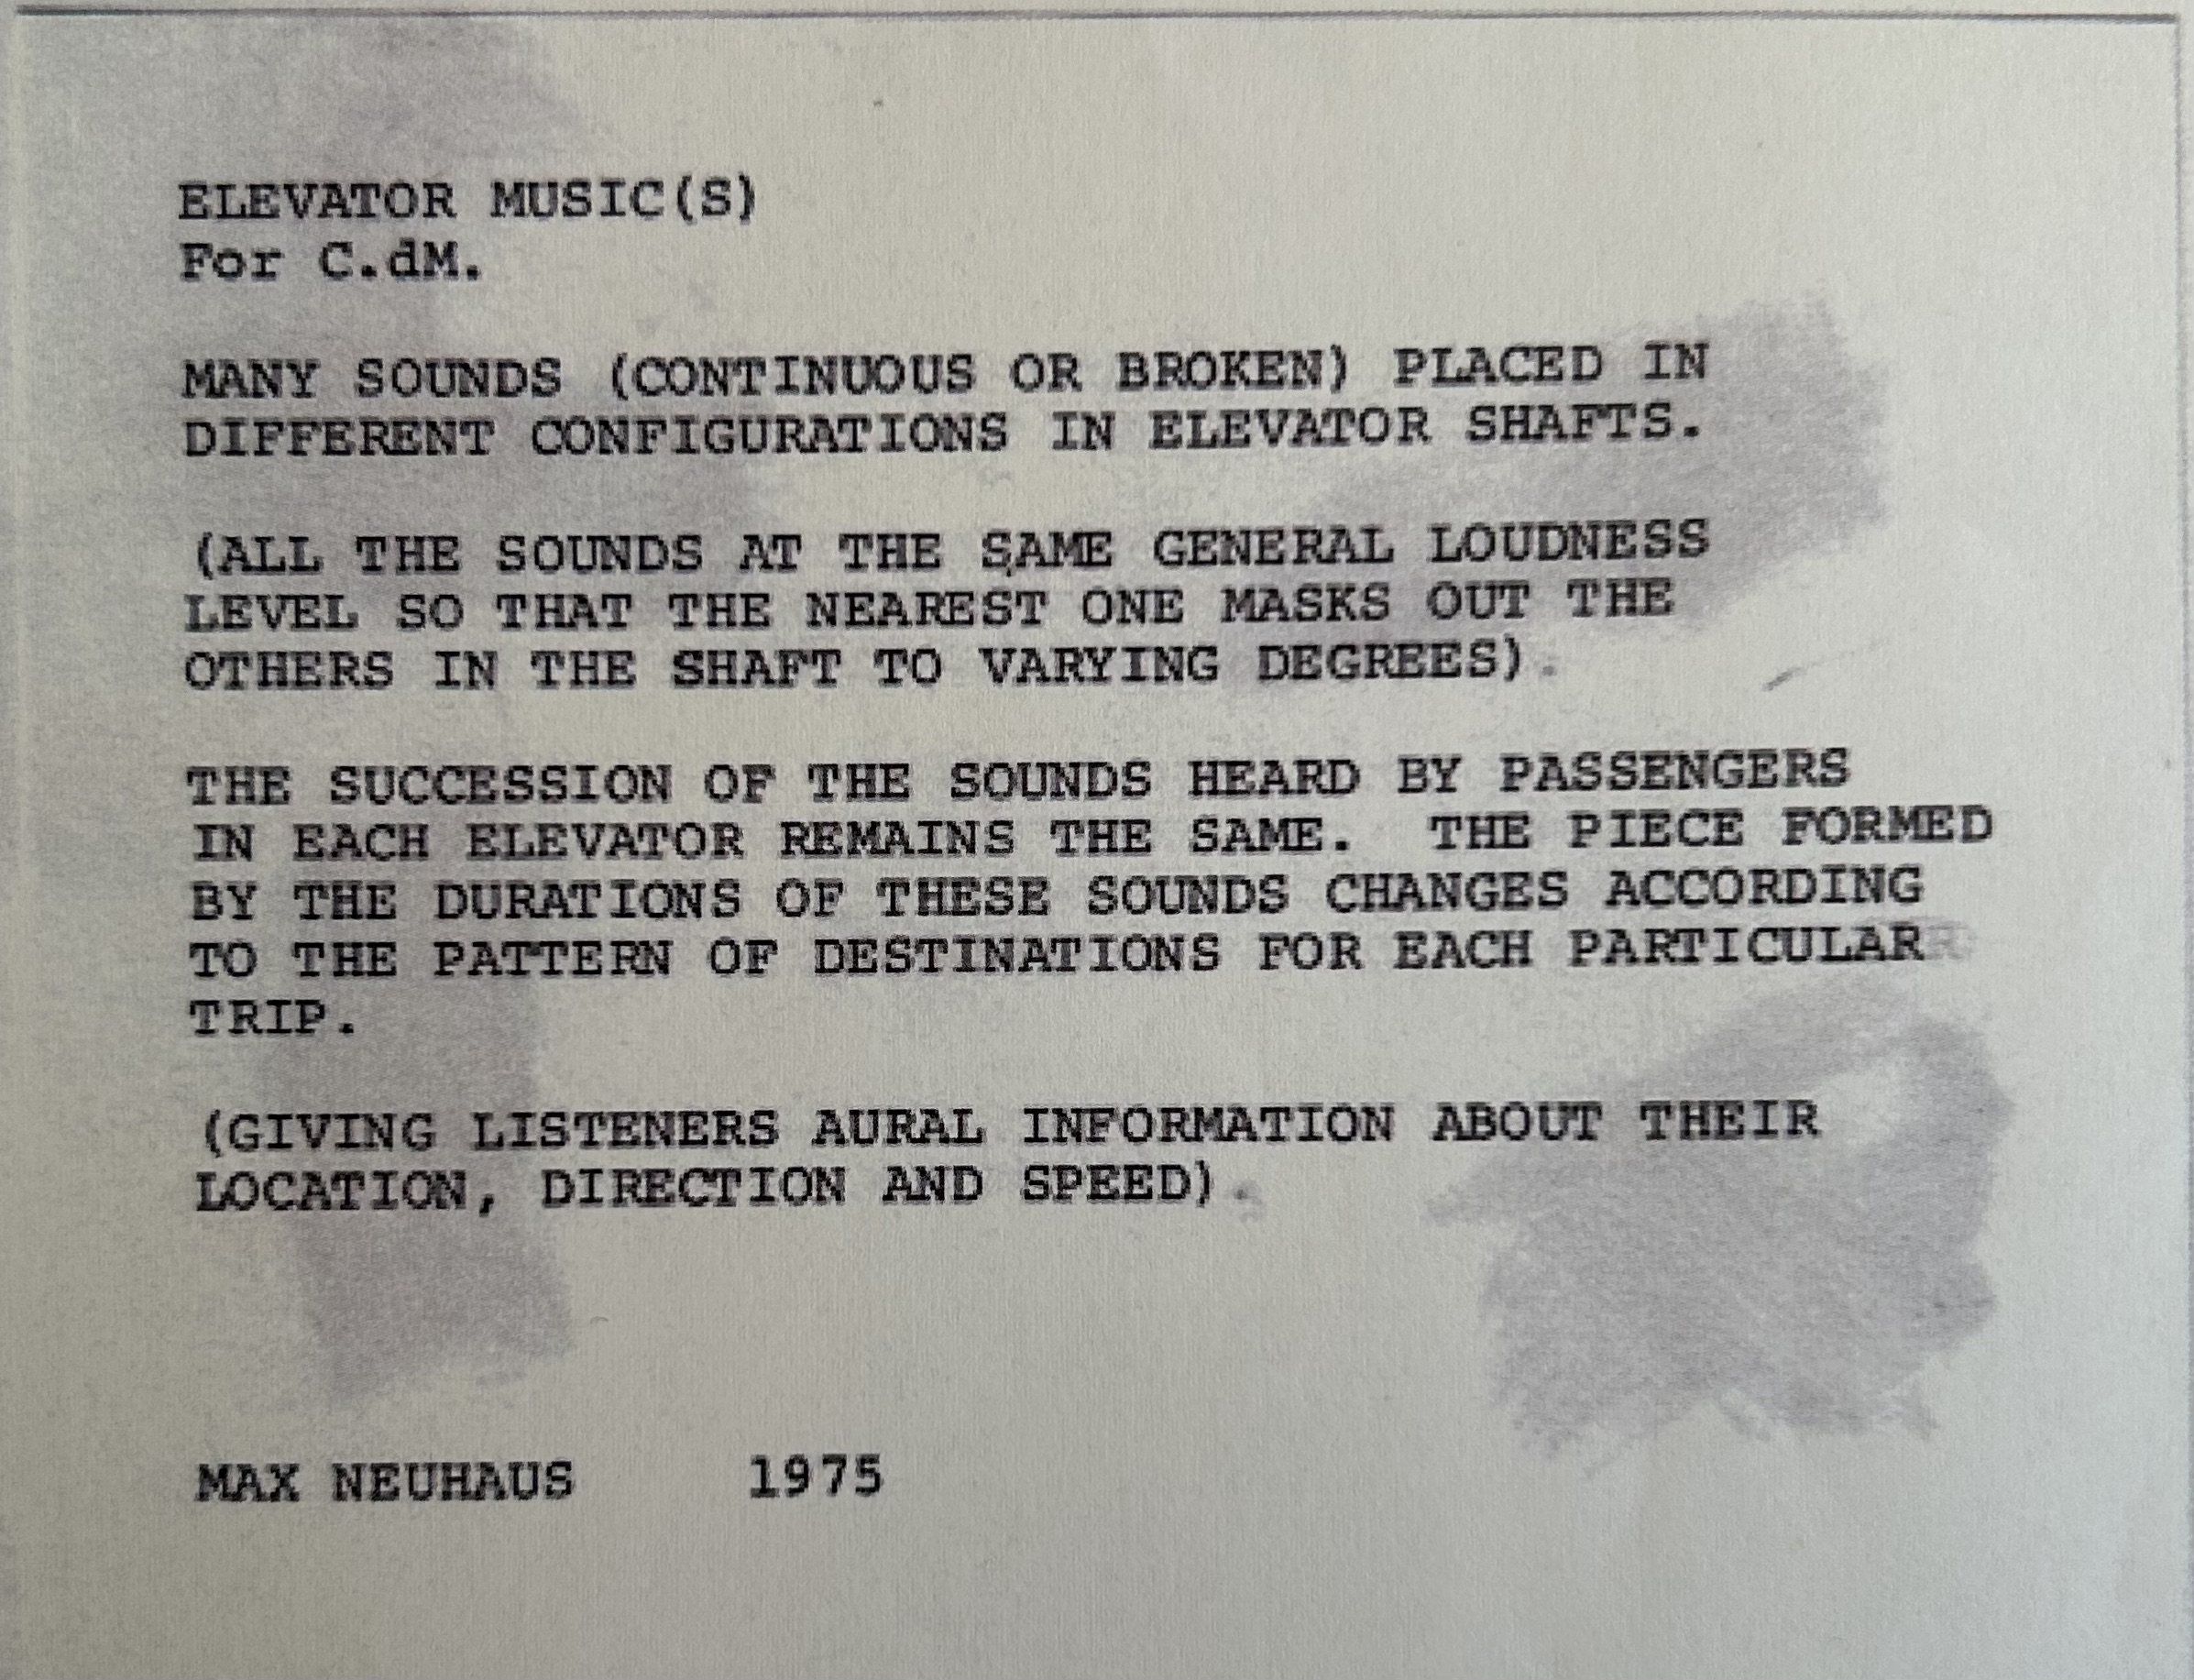 ELEVATOR MUSIC(S)
For C.dM.
MANY SOUNDS (CONTINUOUS OR BROKEN) PLACED IN
DIFFERENT CONFIGURATIONS IN ELEVATOR SHAFTS.
(ALL THE SOUNDS AT THE SAME GENERAL LOUDNESS
LEVEL SO THAT THE NEAREST ONE MASKS OUT THE
OTHERS IN THE SHAFT TO VARYING DEGREES).
THE SUCCESSION OF THE SOUNDS HEARD BY PASSENGERS
IN EACH ELEVATOR REMAINS THE SAME.  THE PIECE FORMED
BY THE DURATIONS OF THESE SOUNDS CHANGES ACCORDING
TO THE PATTERN OF DESTINATIONS FOR EACH PARTICULAR
TRIP.
(GIVING LISTENERS AURAL INFORMATION ABOUT THEIR
LOCATION, DIRECTION AND SPEED).
MAX NEUHAUS     1975